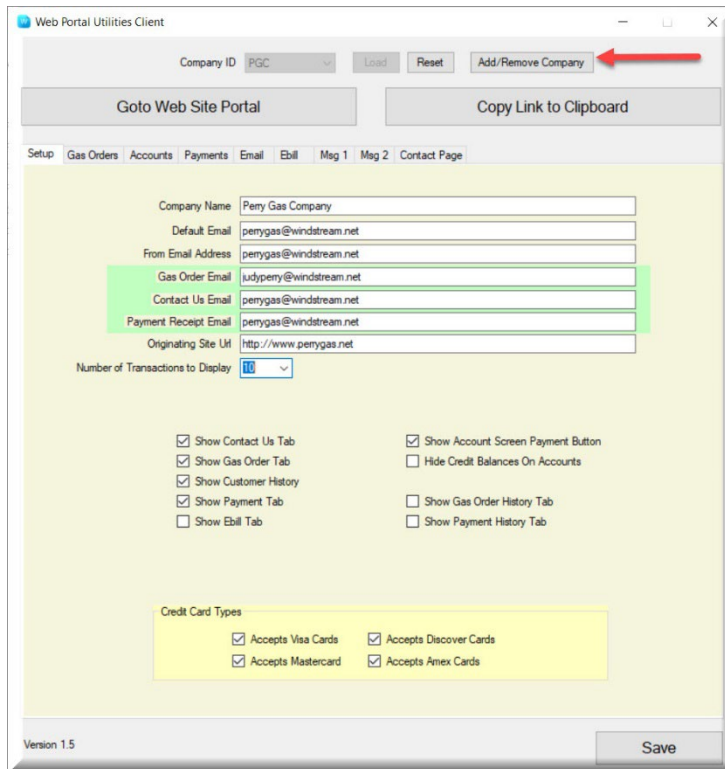 Web Portal Utilities Client
Company ID PGC Load Reset Add/Remove Company
Goto Web Site Portal Copy Link to Clipboard
Setup Gas Orders Accounts Payments Email Ebill Msg 1 Msg 2 Contact Page
Company Name Perry Gas Company
Default Email perrygas@windstream.net
From Email Address perrygas@windstream.net
Gas Order Email judyperry@windstream.net
Contact Us Email perrygas@windstream.net
Payment Receipt Email perrygas@windstream.net
Originating Site Url http://www.perrygas.net
Number of Transactions to Display 10
Show Contact Us Tab Show Account Screen Payment Button
Show Gas Order Tab Hide Credit Balances On Accounts
Show Customer History
Show Payment Tab Show Gas Order History Tab
Show Ebill Tab Show Payment History Tab
Credit Card Types
Accepts Visa Cards Accepts Discover Cards
Accepts Mastercard Accepts Amex Cards
Version 1.5 Save